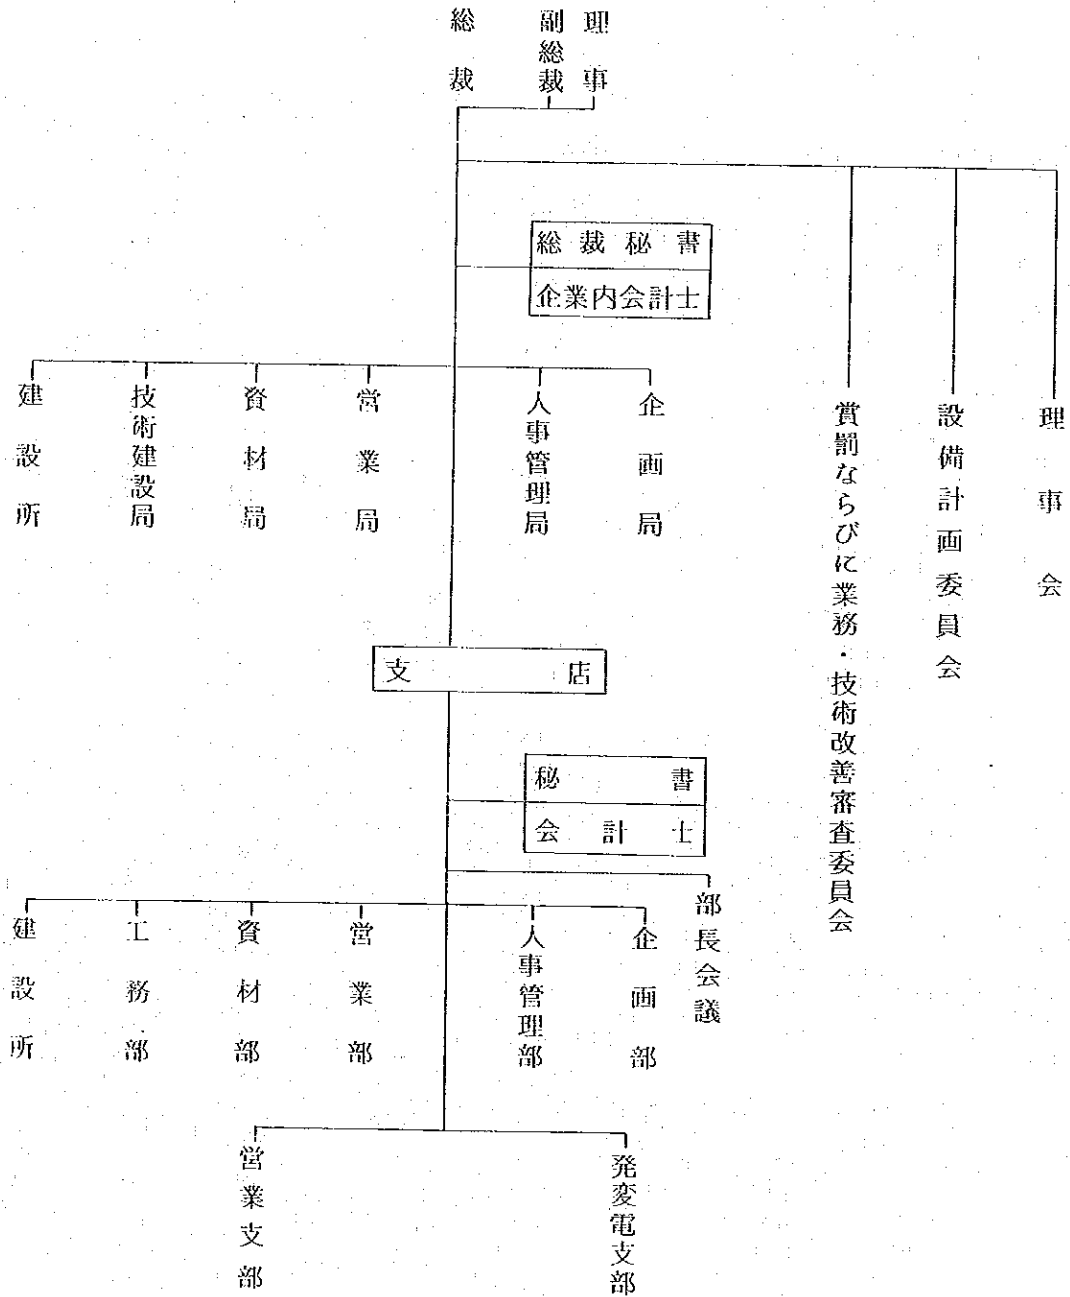 理事
副総裁
総裁
総裁秘書
企業内会計士
理事会
設備計画委員会
賞罰ならびに業務・技術改善審査委員会
企画局
人事管理局
営業局
資材局
技術建設局
建設所
支店
秘書
会計士
部長会議
企画部
人事管理部
営業部
資材部
工務部
建設所
発変電支部
営業支部